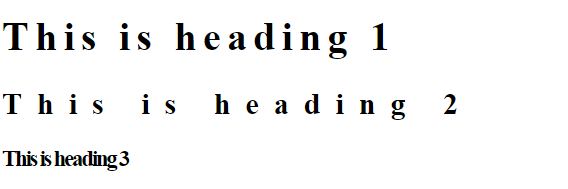 This is heading 1
This is heading 2
This is heading 3